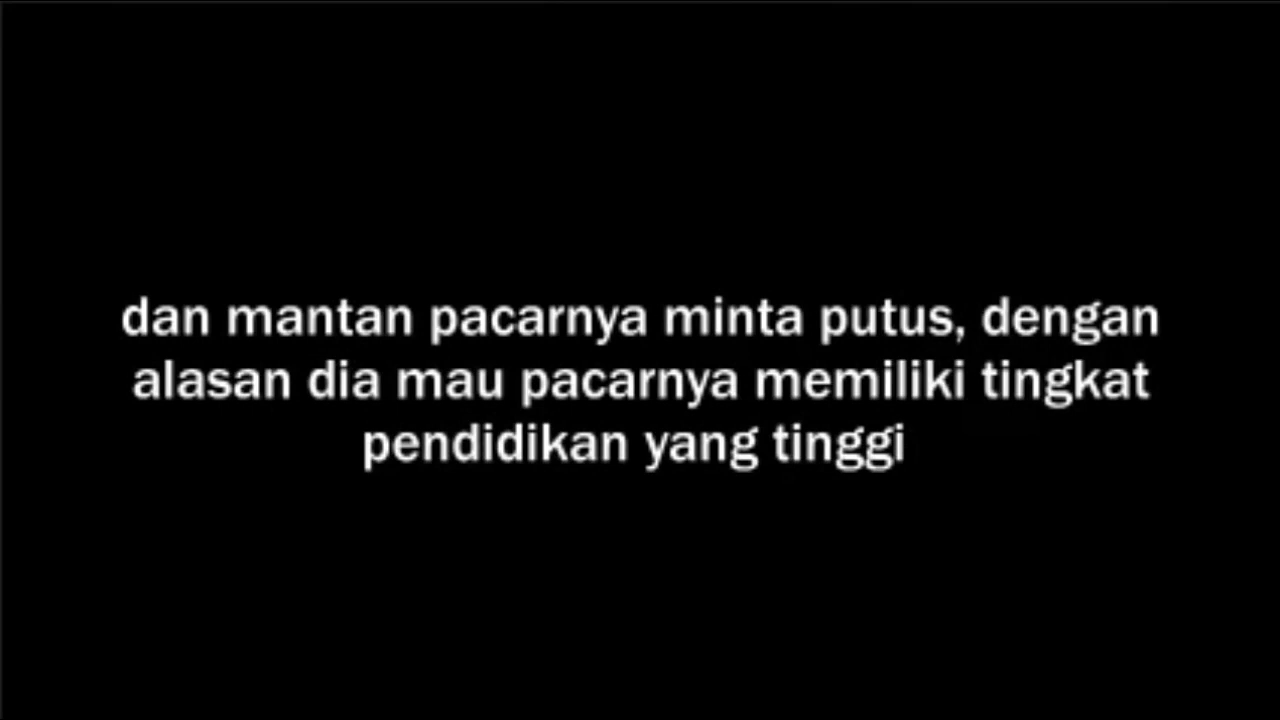 dan mantan pacarnya minta putus, dengan
alasan dia mau pacarnya memiliki tingkat
pendidikan yang tinggi